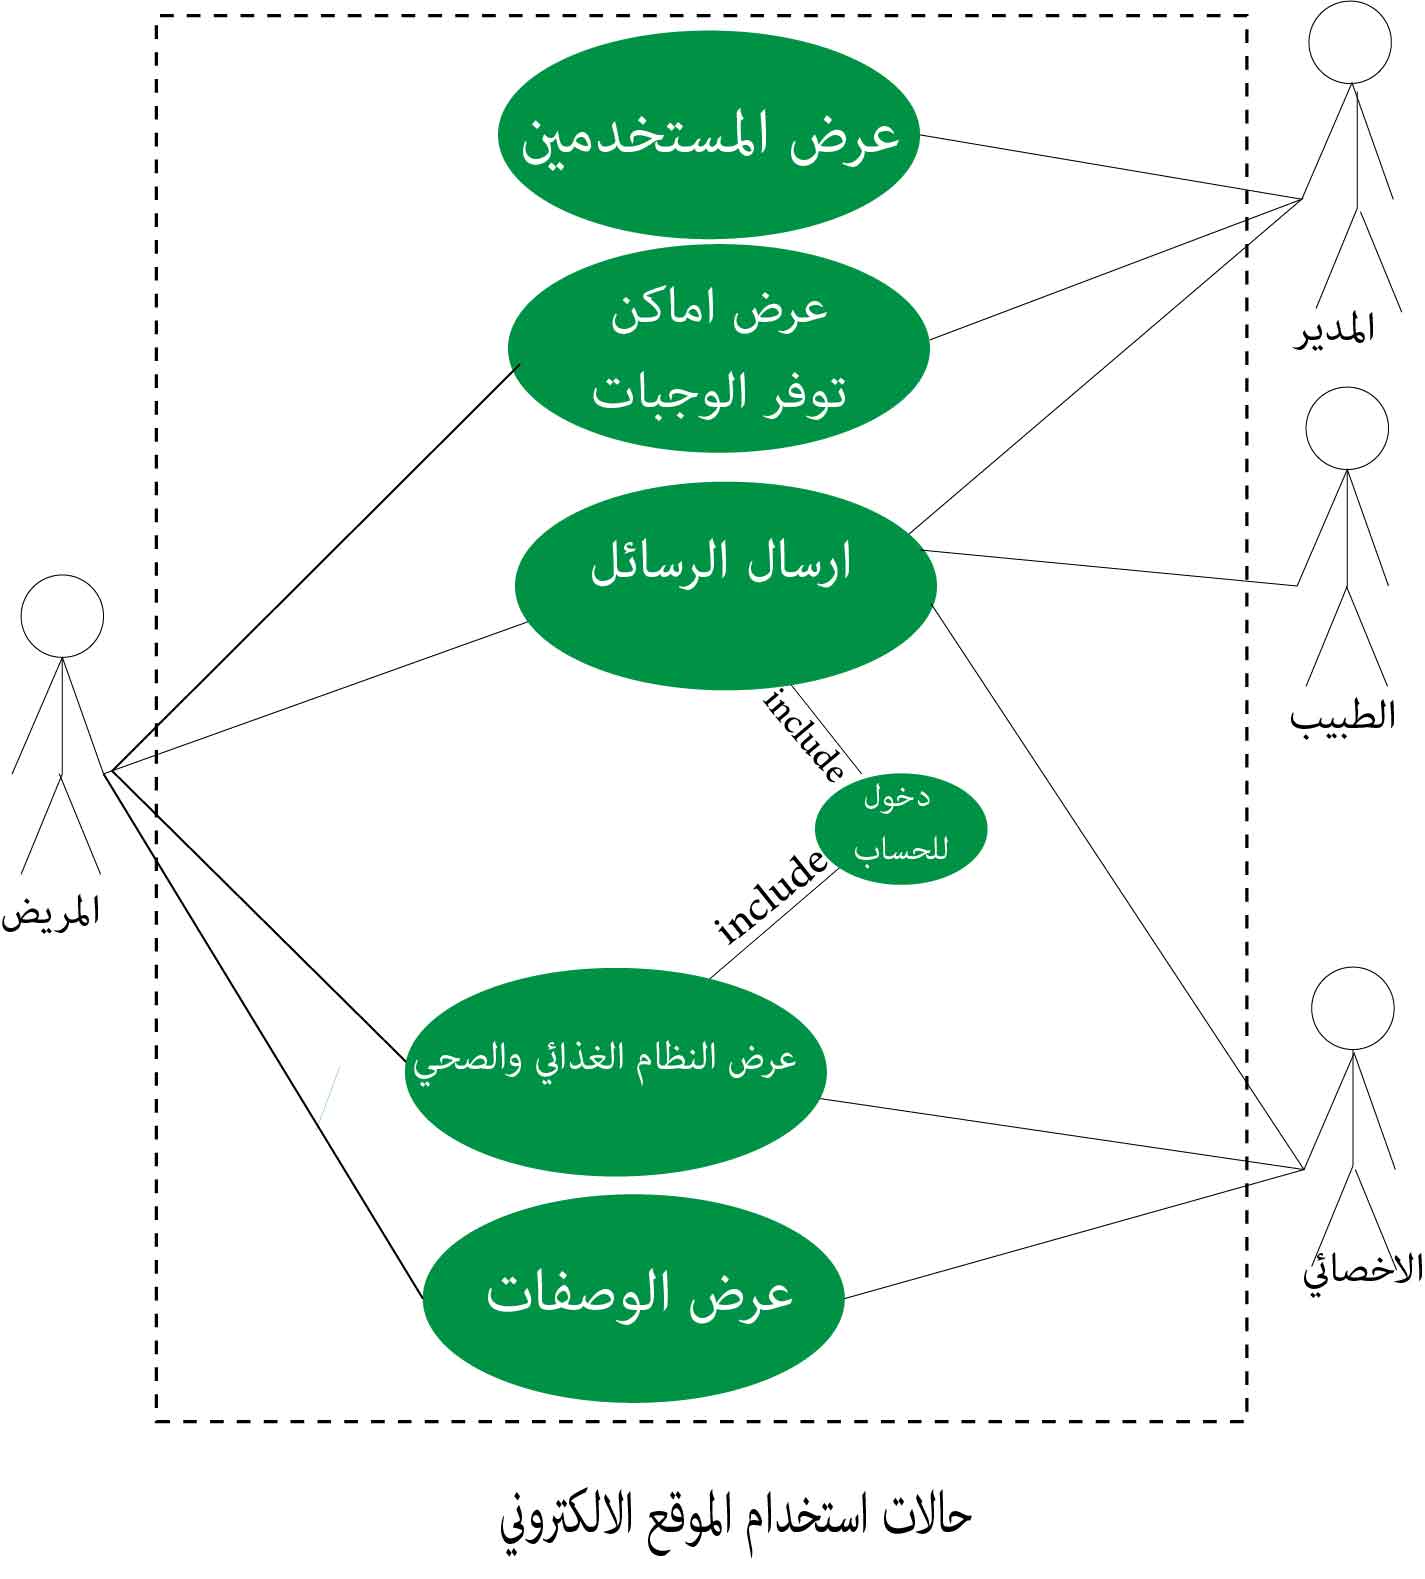 عرض المستخدمين
عرض اماكن
توفر الوجبات
المدير
ارسال الرسائل
الطبيب
include
دخول
للحساب
include
المريض
عرض النظام الغذائي والصحي
عرض الوصفات
الاخصائي
حالات استخدام الموقع الالكتروني